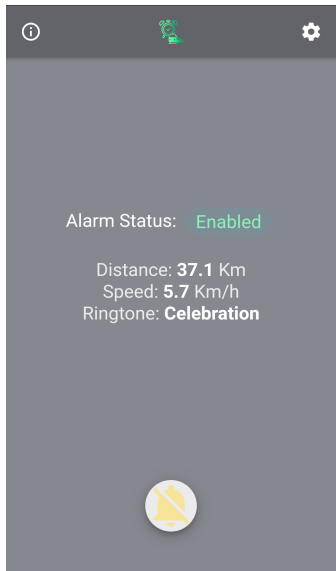 Alarm Status: Enabled
Distance: 37.1 Km
Speed: 5.7 Km/h
Ringtone: Celebration